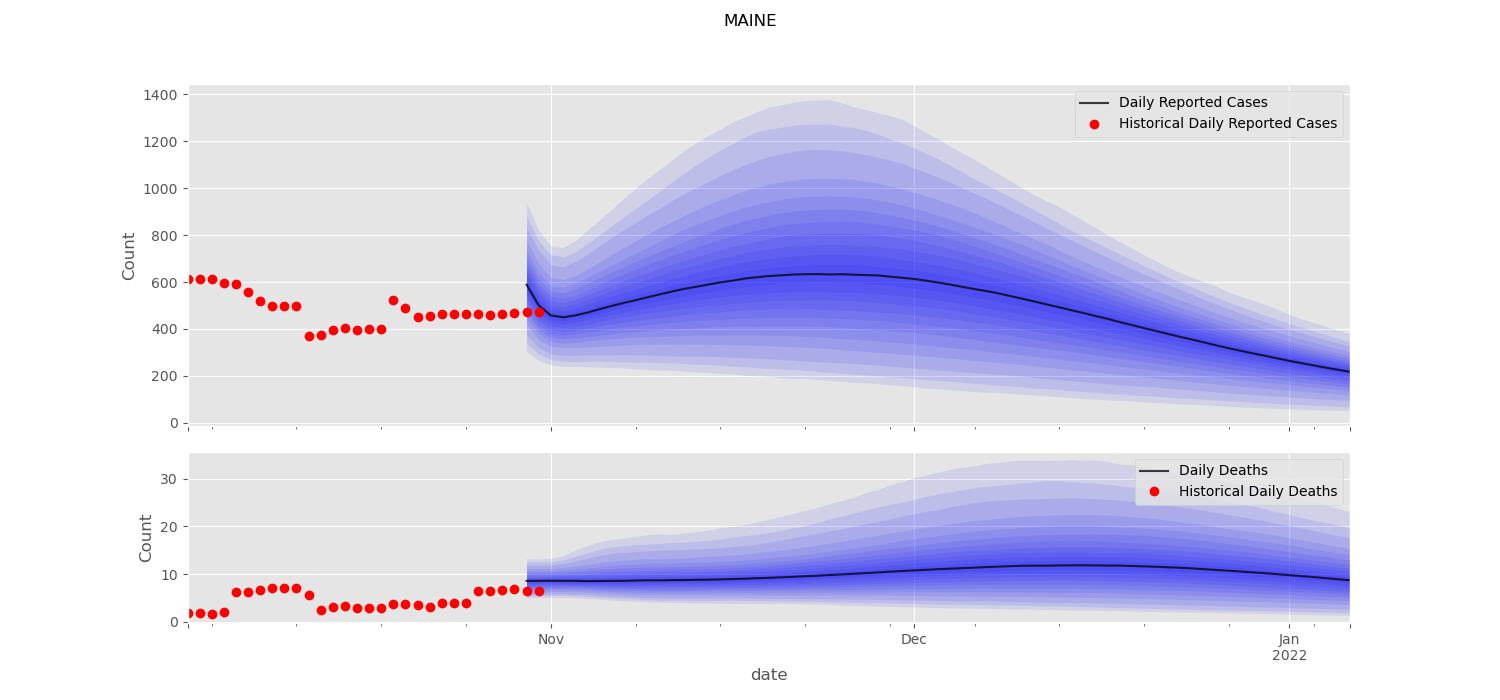 MAINE
1400
1200
1000
800
600
400
200
0
Count
Daily Reported Cases
Historical Daily Reported Cases
30
20
10
0
Count
Daily Deaths
Historical Daily Deaths
Nov
Dec
Jan
2022
date